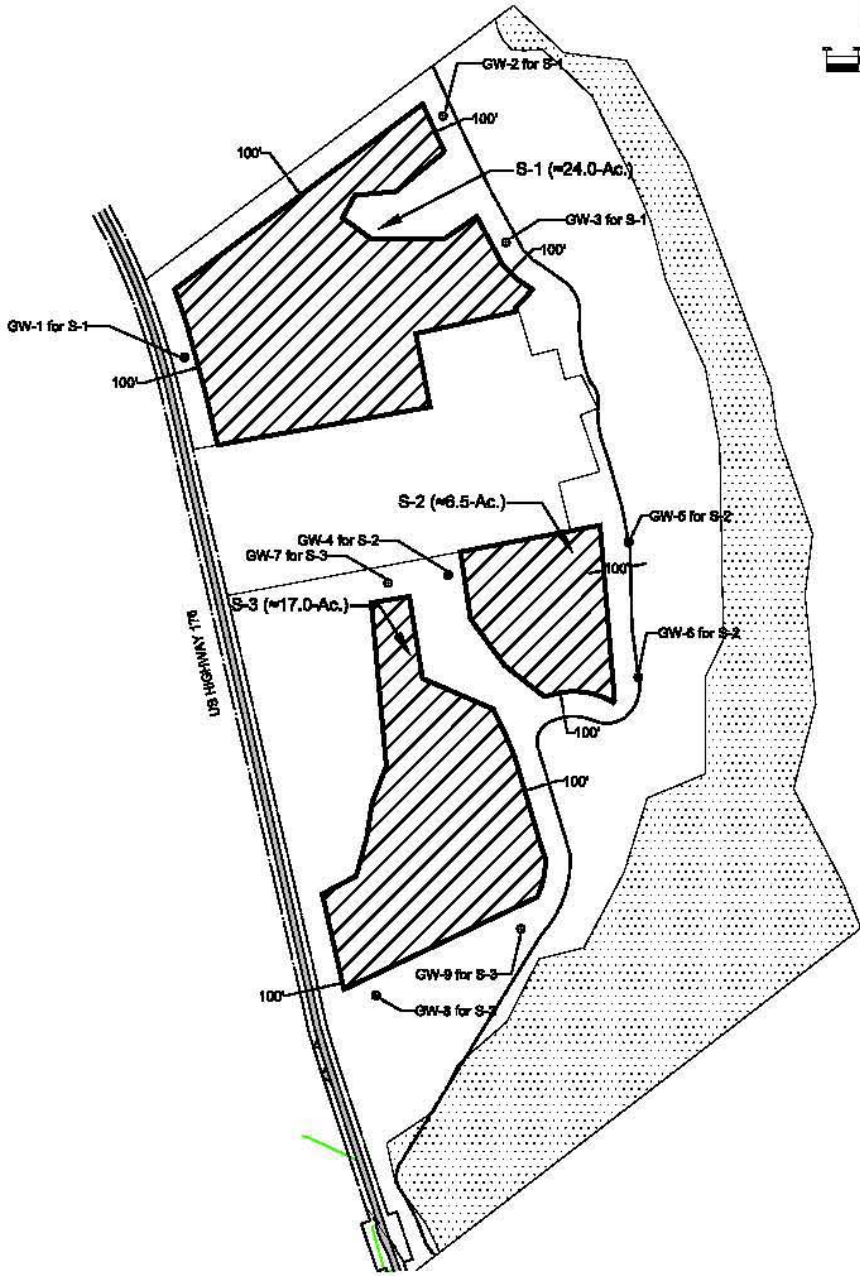 GW-2 for S-1
100'
100'
S-1 (≈24.0-Ac.)
GW-3 for S-1
100'
GW-1 for S-1
100'
S-2 (≈6.5-Ac.)
GW-5 for S-2
GW-4 for S-2
GW-7 for S-3
100'
S-3 (≈17.0-Ac.)
US HIGHWAY 176
GW-6 for S-2
100'
100'
GW-9 for S-3
100'
GW-8 for S-3